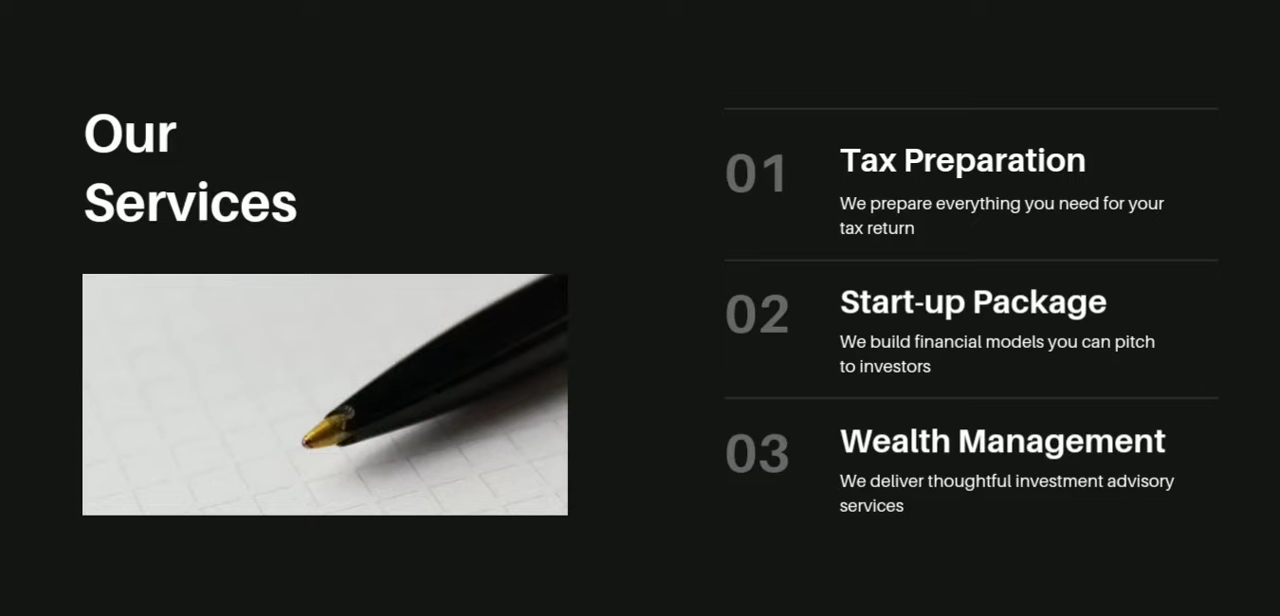 Our
Services
01
Tax Preparation
We prepare everything you need for your
tax return
02
Start-up Package
We build financial models you can pitch
to investors
03
Wealth Management
We deliver thoughtful investment advisory
services